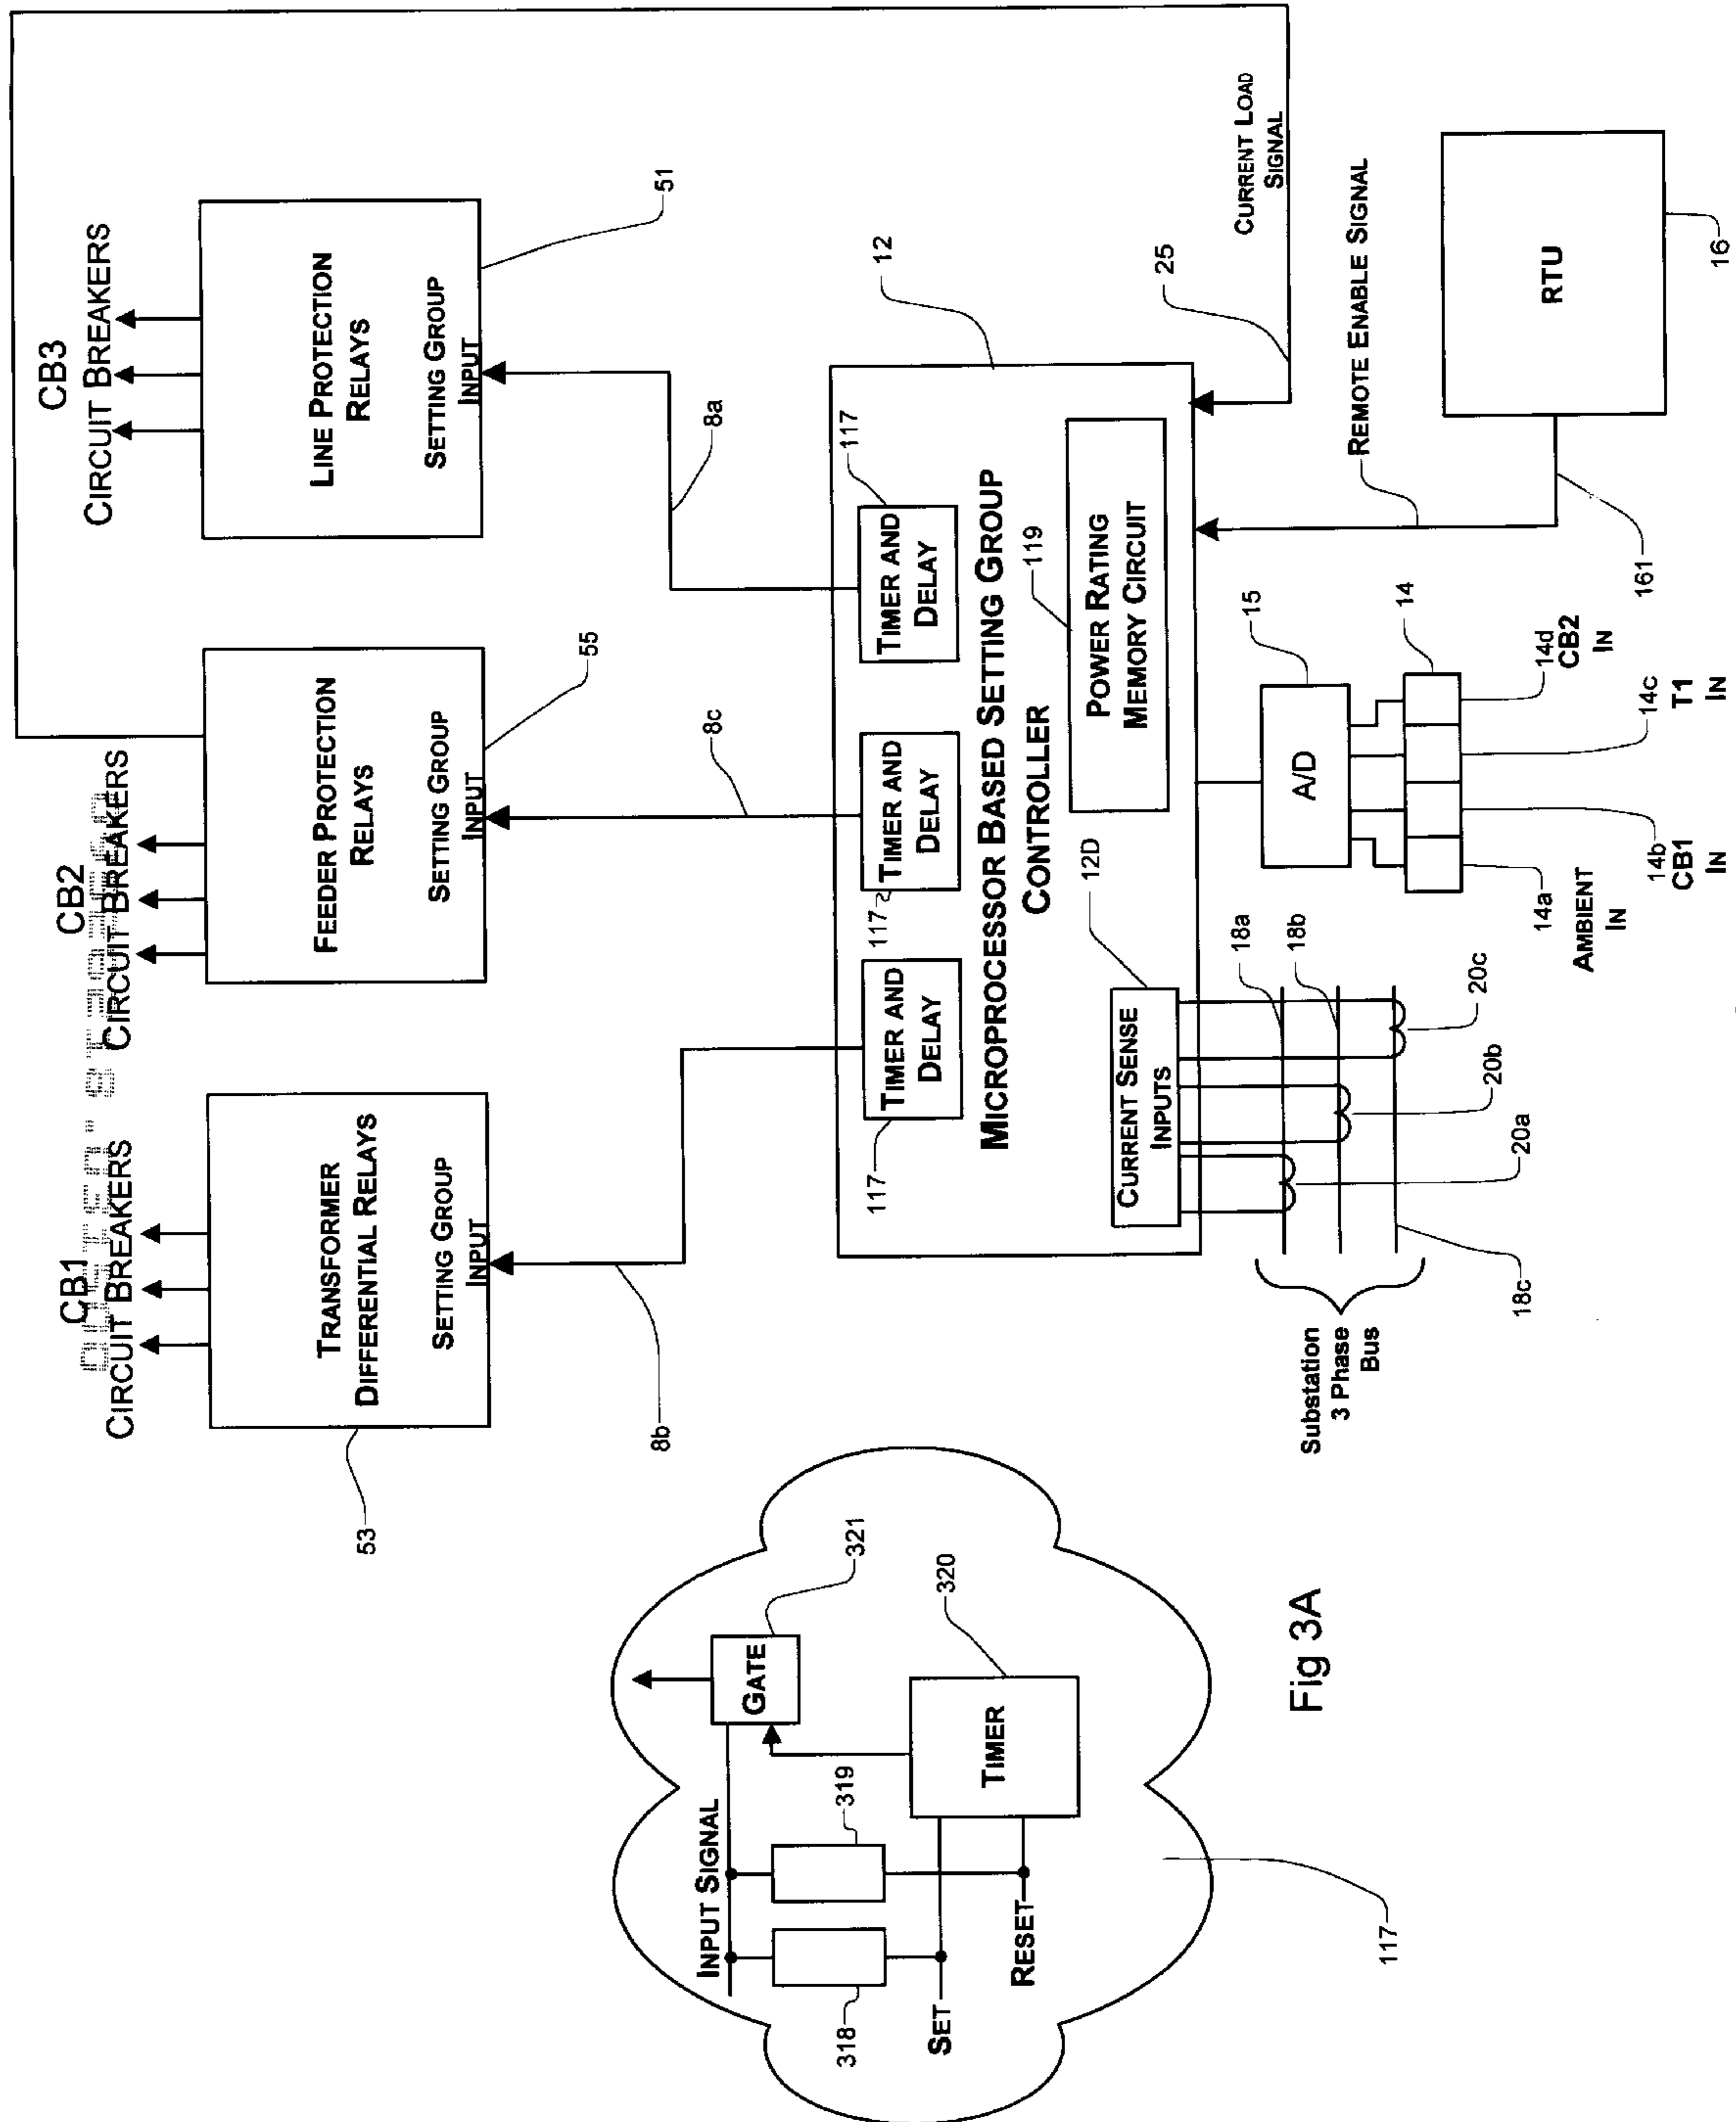 CB1
CIRCUIT BREAKERS
CB2
CIRCUIT BREAKERS
CB3
CIRCUIT BREAKERS
TRANSFORMER
DIFFERENTIAL RELAYS
SETTING GROUP
INPUT
53
FEEDER PROTECTION
RELAYS
SETTING GROUP
INPUT
55
LINE PROTECTION
RELAYS
SETTING GROUP
INPUT
51
8b
8c
8a
12
TIMER AND
DELAY
117
TIMER AND
DELAY
117
TIMER AND
DELAY
117
MICROPROCESSOR BASED SETTING GROUP
CONTROLLER
CURRENT SENSE
INPUTS
12D
POWER RATING
MEMORY CIRCUIT
119
25
CURRENT LOAD
SIGNAL
REMOTE ENABLE SIGNAL
161
RTU
16
A/D
15
14
14a
AMBIENT
IN
14b
CB1
IN
14c
T1
IN
14d
CB2
IN
18a
18b
18c
20a
20b
20c
Substation
3 Phase
Bus
INPUT SIGNAL
GATE
321
318
319
320
TIMER
SET
RESET
117
Fig 3A